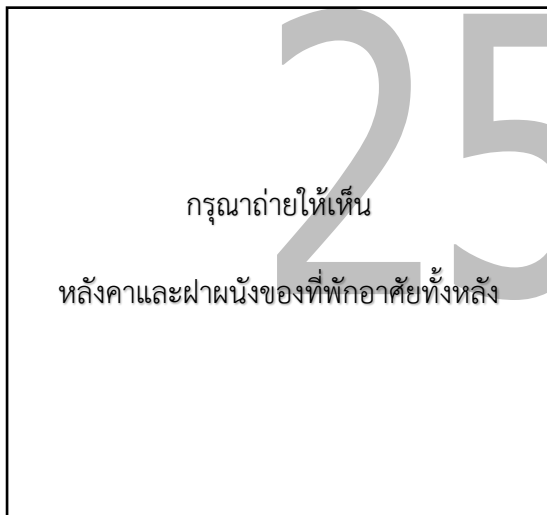 25
กรุณาถ่ายให้เห็น
หลังคาและฝาผนังของที่พักอาศัยทั้งหลัง